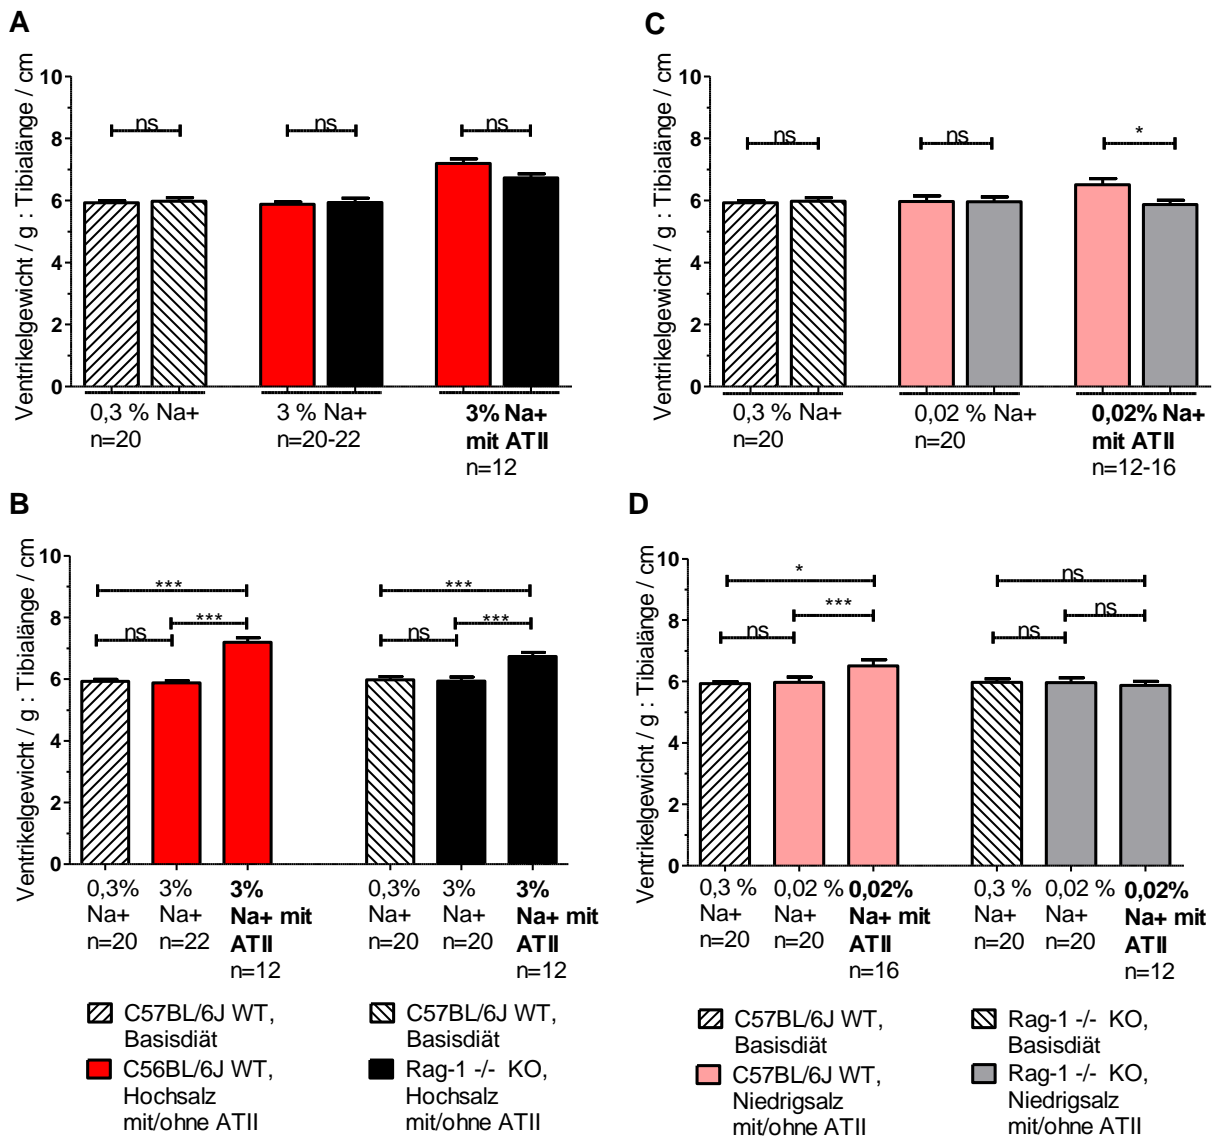 A
Ventrikelgewicht / g : Tibialänge / cm
10
8
6
4
2
0
ns
ns
ns
0,3 % Na+
n=20
3 % Na+
n=20-22
3% Na+
mit ATII
n=12
C
Ventrikelgewicht / g : Tibialänge / cm
10
8
6
4
2
0
ns
ns
*
0,3 % Na+
n=20
0,02 % Na+
n=20
0,02% Na+
mit ATII
n=12-16
B
Ventrikelgewicht / g : Tibialänge / cm
10
8
6
4
2
0
***
***
ns
***
***
ns
0,3%
Na+
n=20
3%
Na+
n=22
3%
Na+ mit
ATII
n=12
0,3%
Na+
n=20
3%
Na+
n=20
3%
Na+ mit
ATII
n=12
C57BL/6J WT,
Basisdiät
C56BL/6J WT,
Hochsalz
mit/ohne ATII
C57BL/6J WT,
Basisdiät
Rag-1 -/- KO,
Hochsalz
mit/ohne ATII
D
Ventrikelgewicht / g : Tibialänge / cm
10
8
6
4
2
0
*
***
ns
ns
ns
ns
0,3 %
Na+
n=20
0,02 %
Na+
n=20
0,02%
Na+ mit
ATII
n=16
0,3 %
Na+
n=20
0,02 %
Na+
n=20
0,02%
Na+ mit
ATII
n=12
C57BL/6J WT,
Basisdiät
C57BL/6J WT,
Niedrigsalz
mit/ohne ATII
Rag-1 -/- KO,
Basisdiät
Rag-1 -/- KO,
Niedrigsalz
mit/ohne ATII